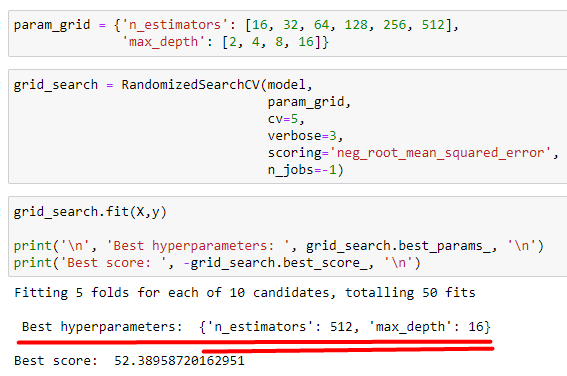 param_grid = {'n_estimators': [16, 32, 64, 128, 256, 512],
'max_depth': [2, 4, 8, 16]}
grid_search = RandomizedSearchCV(model,
param_grid,
cv=5,
verbose=3,
scoring='neg_root_mean_squared_error',
n_jobs=-1)
grid_search.fit(X,y)
print('\n', 'Best hyperparameters: ', grid_search.best_params_, '\n')
print('Best score: ', -grid_search.best_score_, '\n')
Fitting 5 folds for each of 10 candidates, totalling 50 fits
Best hyperparameters:  {'n_estimators': 512, 'max_depth': 16}
Best score:  52.38958720162951